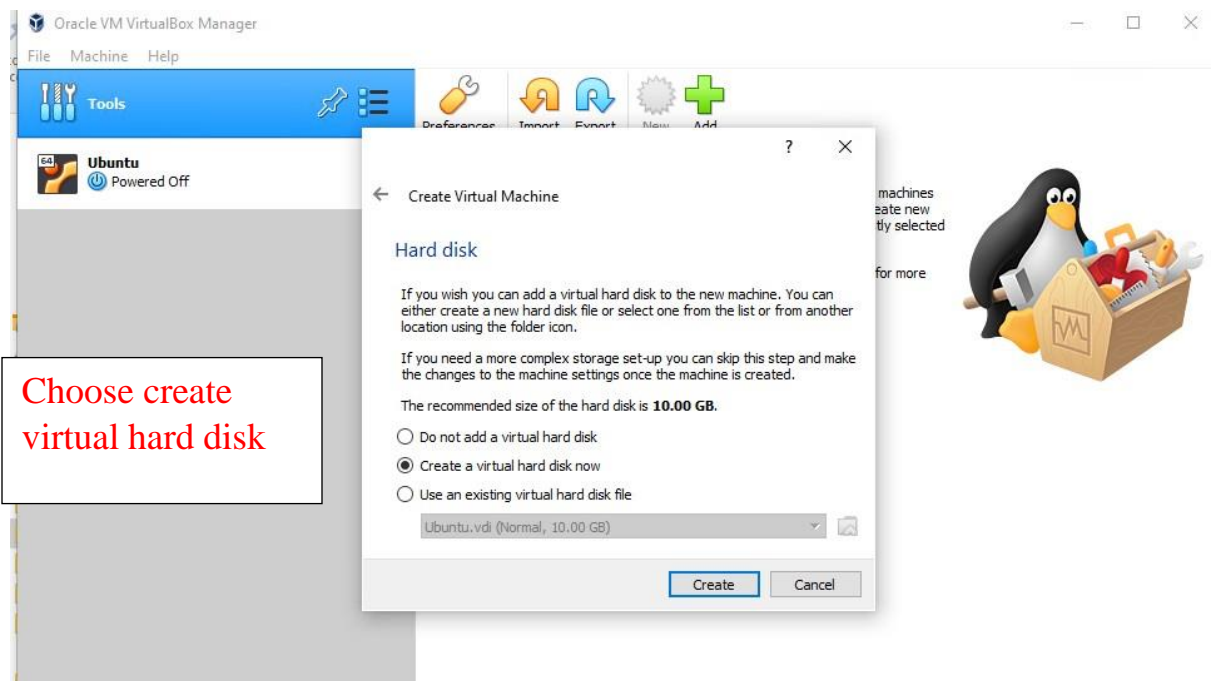 Oracle VM VirtualBox Manager
File Machine Help
Tools
Preferences Import Export New Add
64
Ubuntu
Powered Off
?
Create Virtual Machine
machines
eate new
tly selected
for more
Hard disk
If you wish you can add a virtual hard disk to the new machine. You can
either create a new hard disk file or select one from the list or from another
location using the folder icon.
If you need a more complex storage set-up you can skip this step and make
the changes to the machine settings once the machine is created.
The recommended size of the hard disk is 10.00 GB.
Do not add a virtual hard disk
Create a virtual hard disk now
Use an existing virtual hard disk file
Ubuntu.vdi (Normal, 10.00 GB)
Create Cancel
Choose create
virtual hard disk